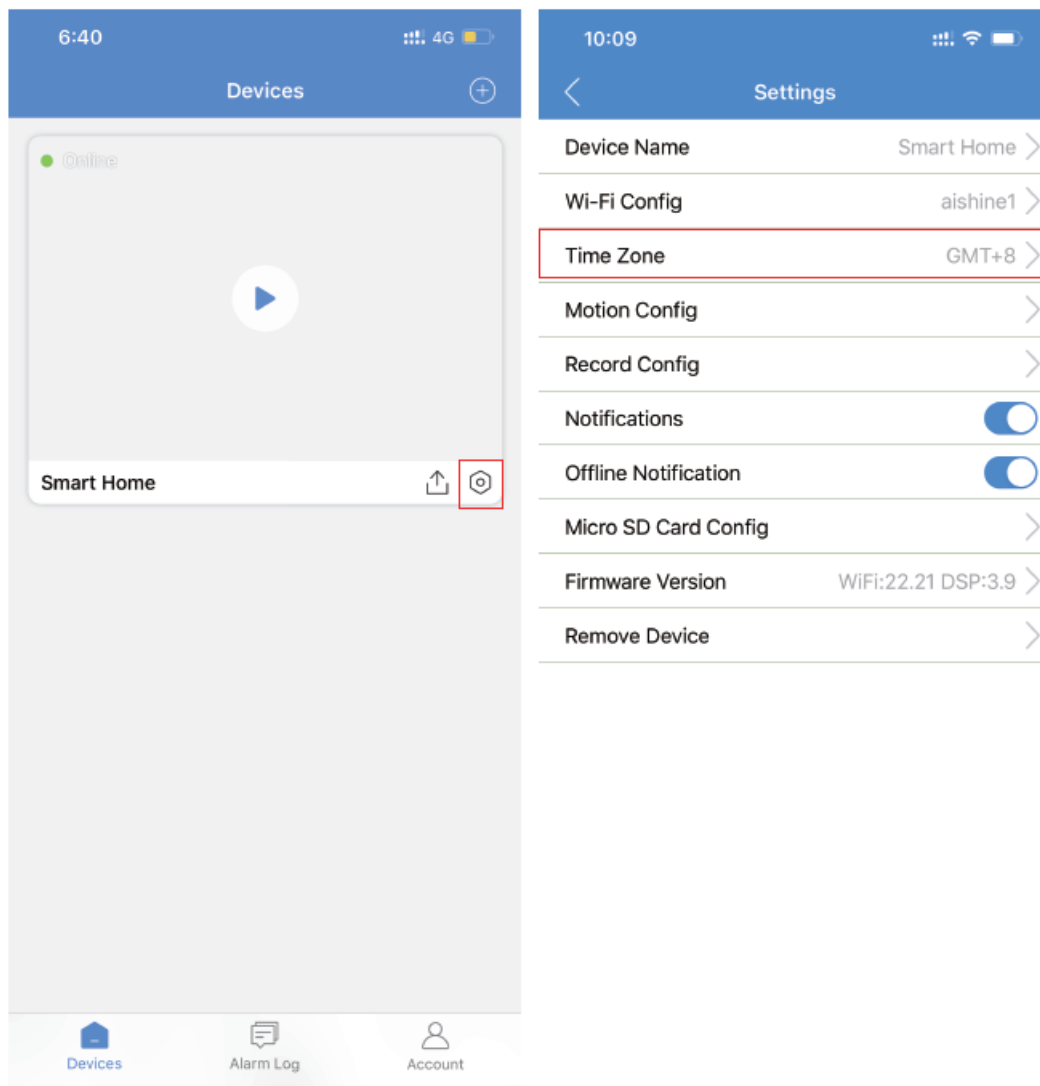 6:40
4G
Devices
Online
Smart Home
Devices
Alarm Log
Account
10:09
Settings
Device Name Smart Home
Wi-Fi Config aishine1
Time Zone GMT+8
Motion Config
Record Config
Notifications
Offline Notification
Micro SD Card Config
Firmware Version WiFi:22.21 DSP:3.9
Remove Device